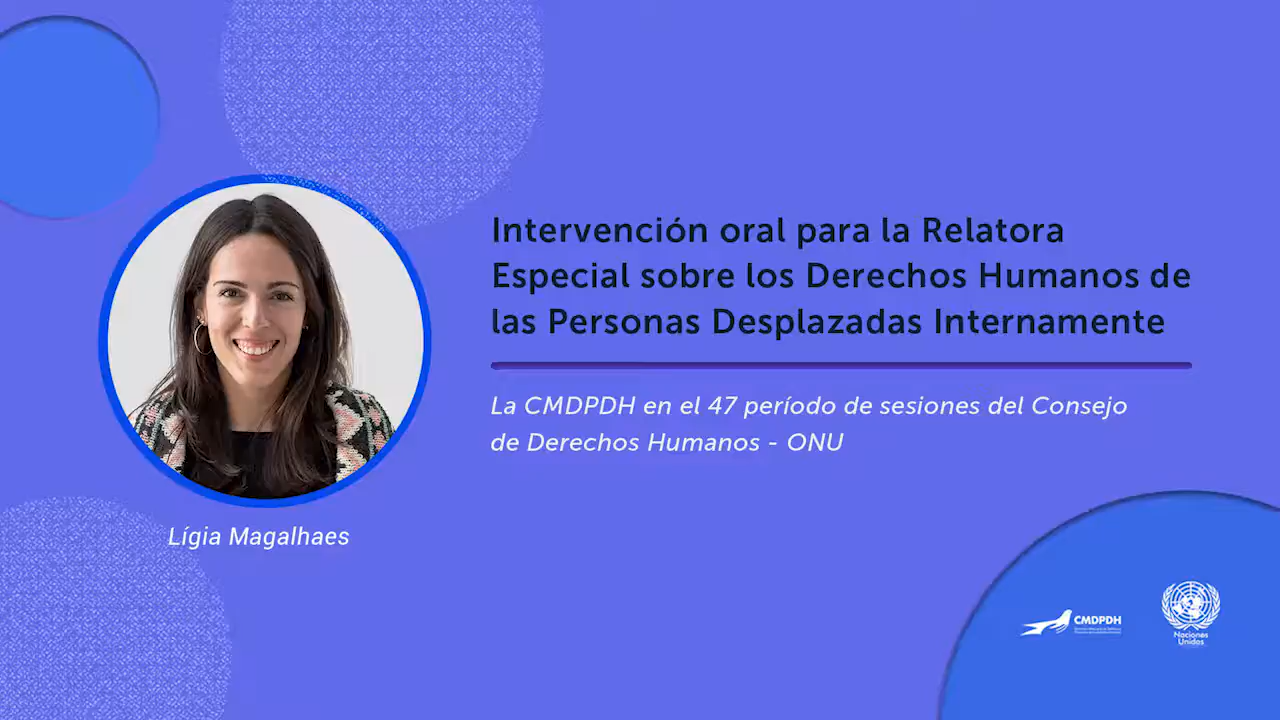 Intervención oral para la Relatora
Especial sobre los Derechos Humanos de
las Personas Desplazadas Internamente
La CMDPDH en el 47 período de sesiones del Consejo
de Derechos Humanos - ONU
Lígia Magalhaes
CMDPDH
Naciones
Unidas